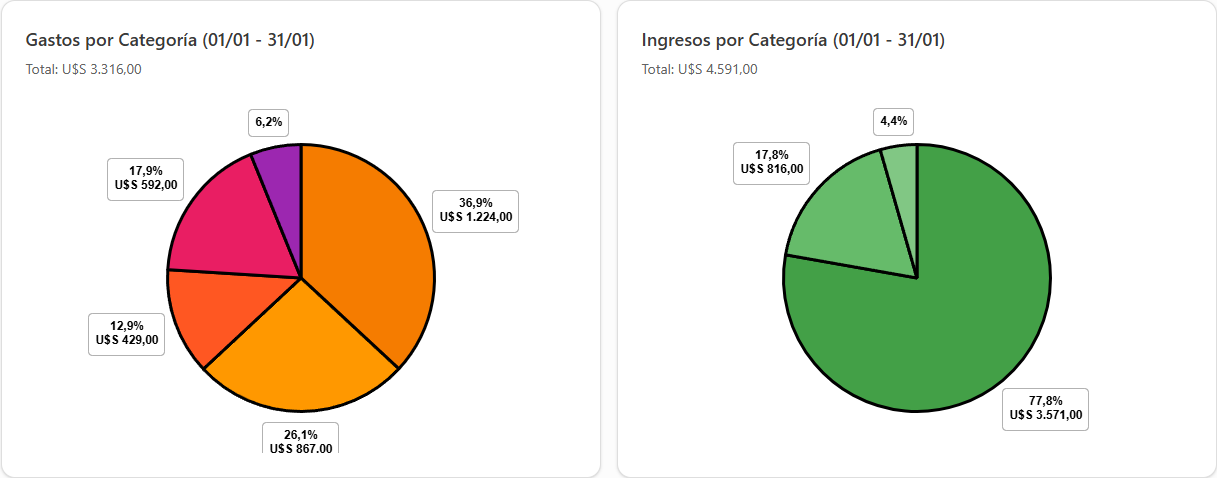 Gastos por Categoría (01/01 - 31/01)
Total: U$S 3.316,00
6,2%
17,9%
U$S 592,00
36,9%
U$S 1.224,00
12,9%
U$S 429,00
26,1%
U$S 867,00
Ingresos por Categoría (01/01 - 31/01)
Total: U$S 4.591,00
4,4%
17,8%
U$S 816,00
77,8%
U$S 3.571,00